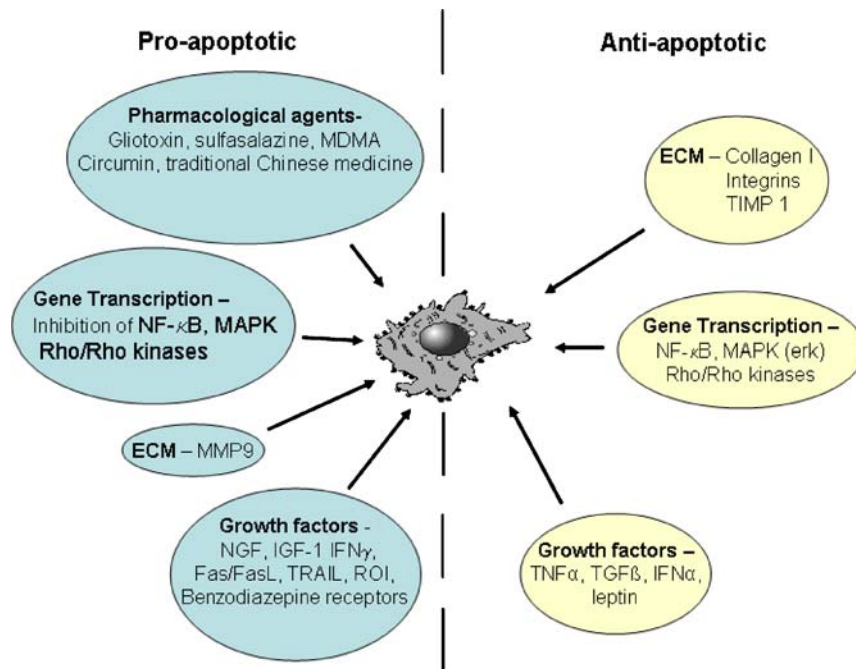 Pro-apoptotic
Pharmacological agents-
Gliotoxin, sulfasalazine, MDMA
Circumin, traditional Chinese medicine
Gene Transcription –
Inhibition of NF-κB, MAPK
Rho/Rho kinases
ECM – MMP9
Growth factors -
NGF, IGF-1 IFNγ,
Fas/FasL, TRAIL, ROI,
Benzodiazepine receptors
Anti-apoptotic
ECM – Collagen I
Integrins
TIMP 1
Gene Transcription –
NF-κB, MAPK (erk)
Rho/Rho kinases
Growth factors –
TNFα, TGFß, IFNα,
leptin